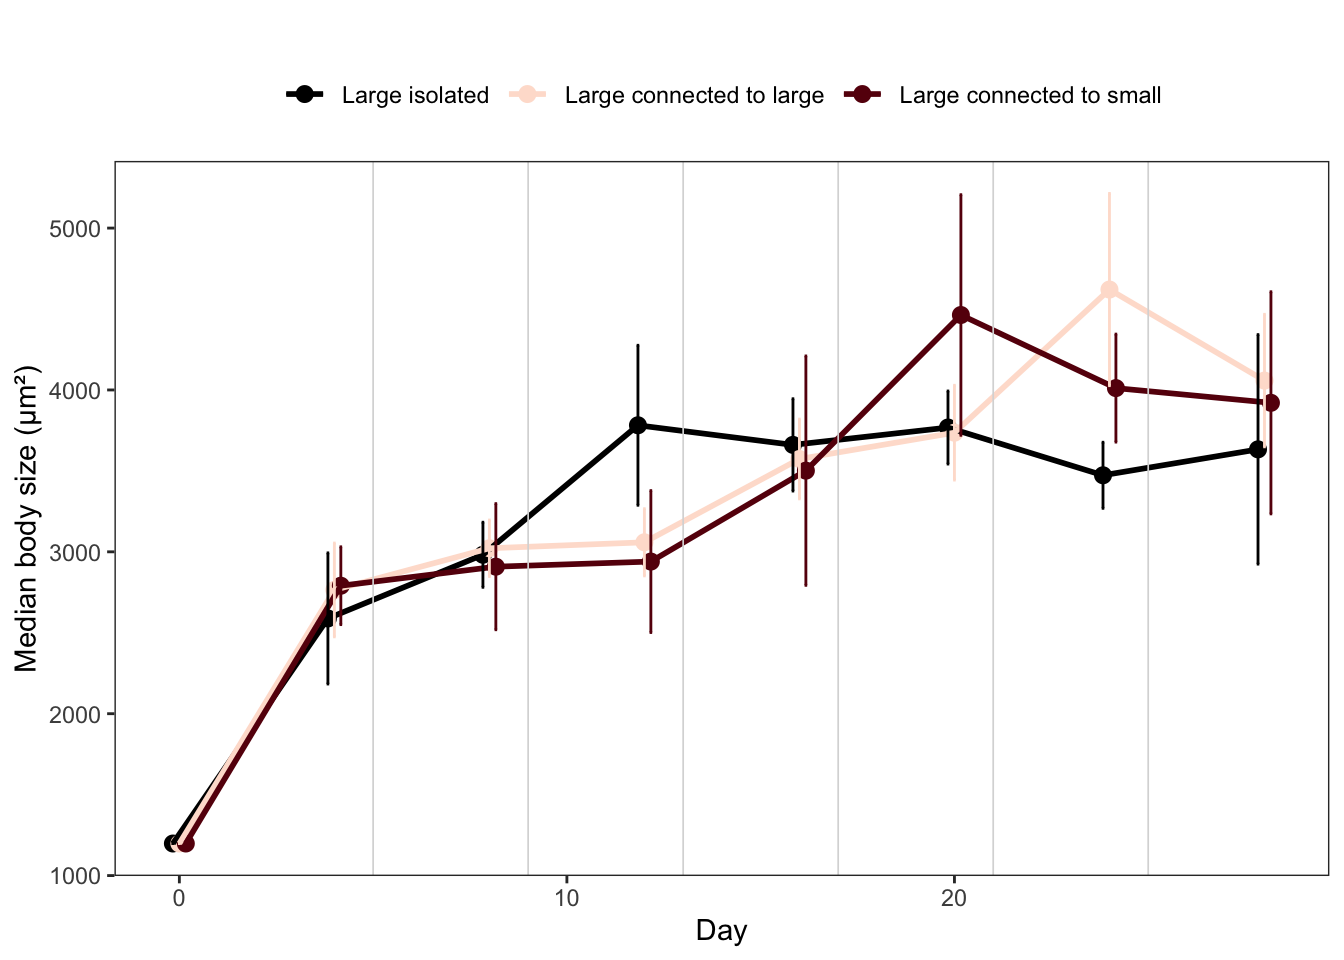 Large isolated Large connected to large Large connected to small
Median body size (μm²)
5000
4000
3000
2000
1000
0 10 20
Day